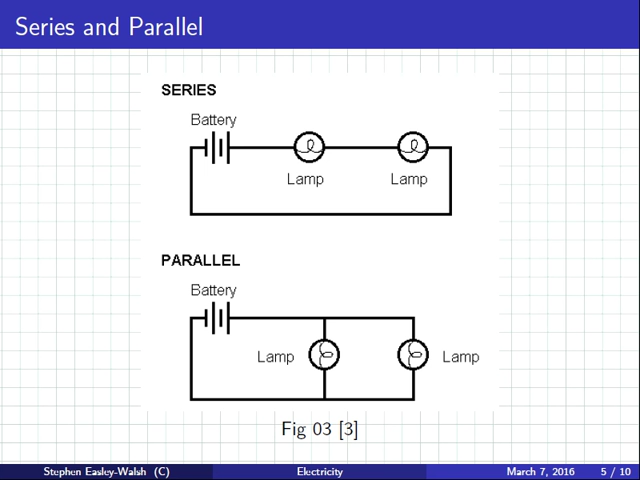 Series and Parallel
SERIES
Battery
Lamp Lamp
PARALLEL
Battery
Lamp Lamp
Fig 03 [3]
Stephen Easley-Walsh (C) Electricity March 7, 2016 5 / 10